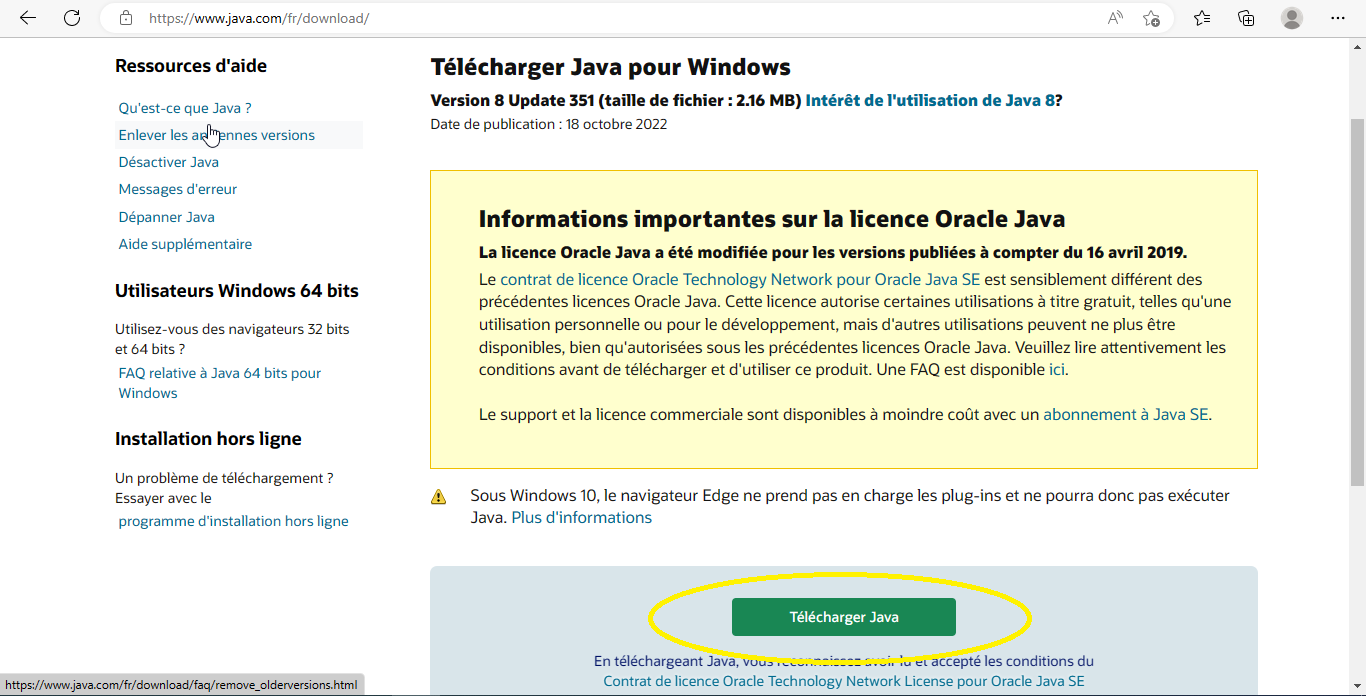 https://www.java.com/fr/download/
Ressources d'aide
Qu'est-ce que Java ?
Enlever les anciennes versions
Désactiver Java
Messages d'erreur
Dépanner Java
Aide supplémentaire
Utilisateurs Windows 64 bits
Utilisez-vous des navigateurs 32 bits
et 64 bits ?
FAQ relative à Java 64 bits pour
Windows
Installation hors ligne
Un problème de téléchargement ?
Essayer avec le
programme d'installation hors ligne
Télécharger Java pour Windows
Version 8 Update 351 (taille de fichier : 2.16 MB) Intérêt de l'utilisation de Java 8?
Date de publication : 18 octobre 2022
Informations importantes sur la licence Oracle Java
La licence Oracle Java a été modifiée pour les versions publiées à compter du 16 avril 2019.
Le contrat de licence Oracle Technology Network pour Oracle Java SE est sensiblement différent des
précédentes licences Oracle Java. Cette licence autorise certaines utilisations à titre gratuit, telles qu'une
utilisation personnelle ou pour le développement, mais d'autres utilisations peuvent ne plus être
disponibles, bien qu'autorisées sous les précédentes licences Oracle Java. Veuillez lire attentivement les
conditions avant de télécharger et d'utiliser ce produit. Une FAQ est disponible ici.
Le support et la licence commerciale sont disponibles à moindre coût avec un abonnement à Java SE.
Sous Windows 10, le navigateur Edge ne prend pas en charge les plug-ins et ne pourra donc pas exécuter
Java. Plus d'informations
Télécharger Java
En téléchargeant Java, vous reconnaissez avoir lu et accepté les conditions du
Contrat de licence Oracle Technology Network License pour Oracle Java SE
https://www.java.com/fr/download/faq/remove_olderversions.html